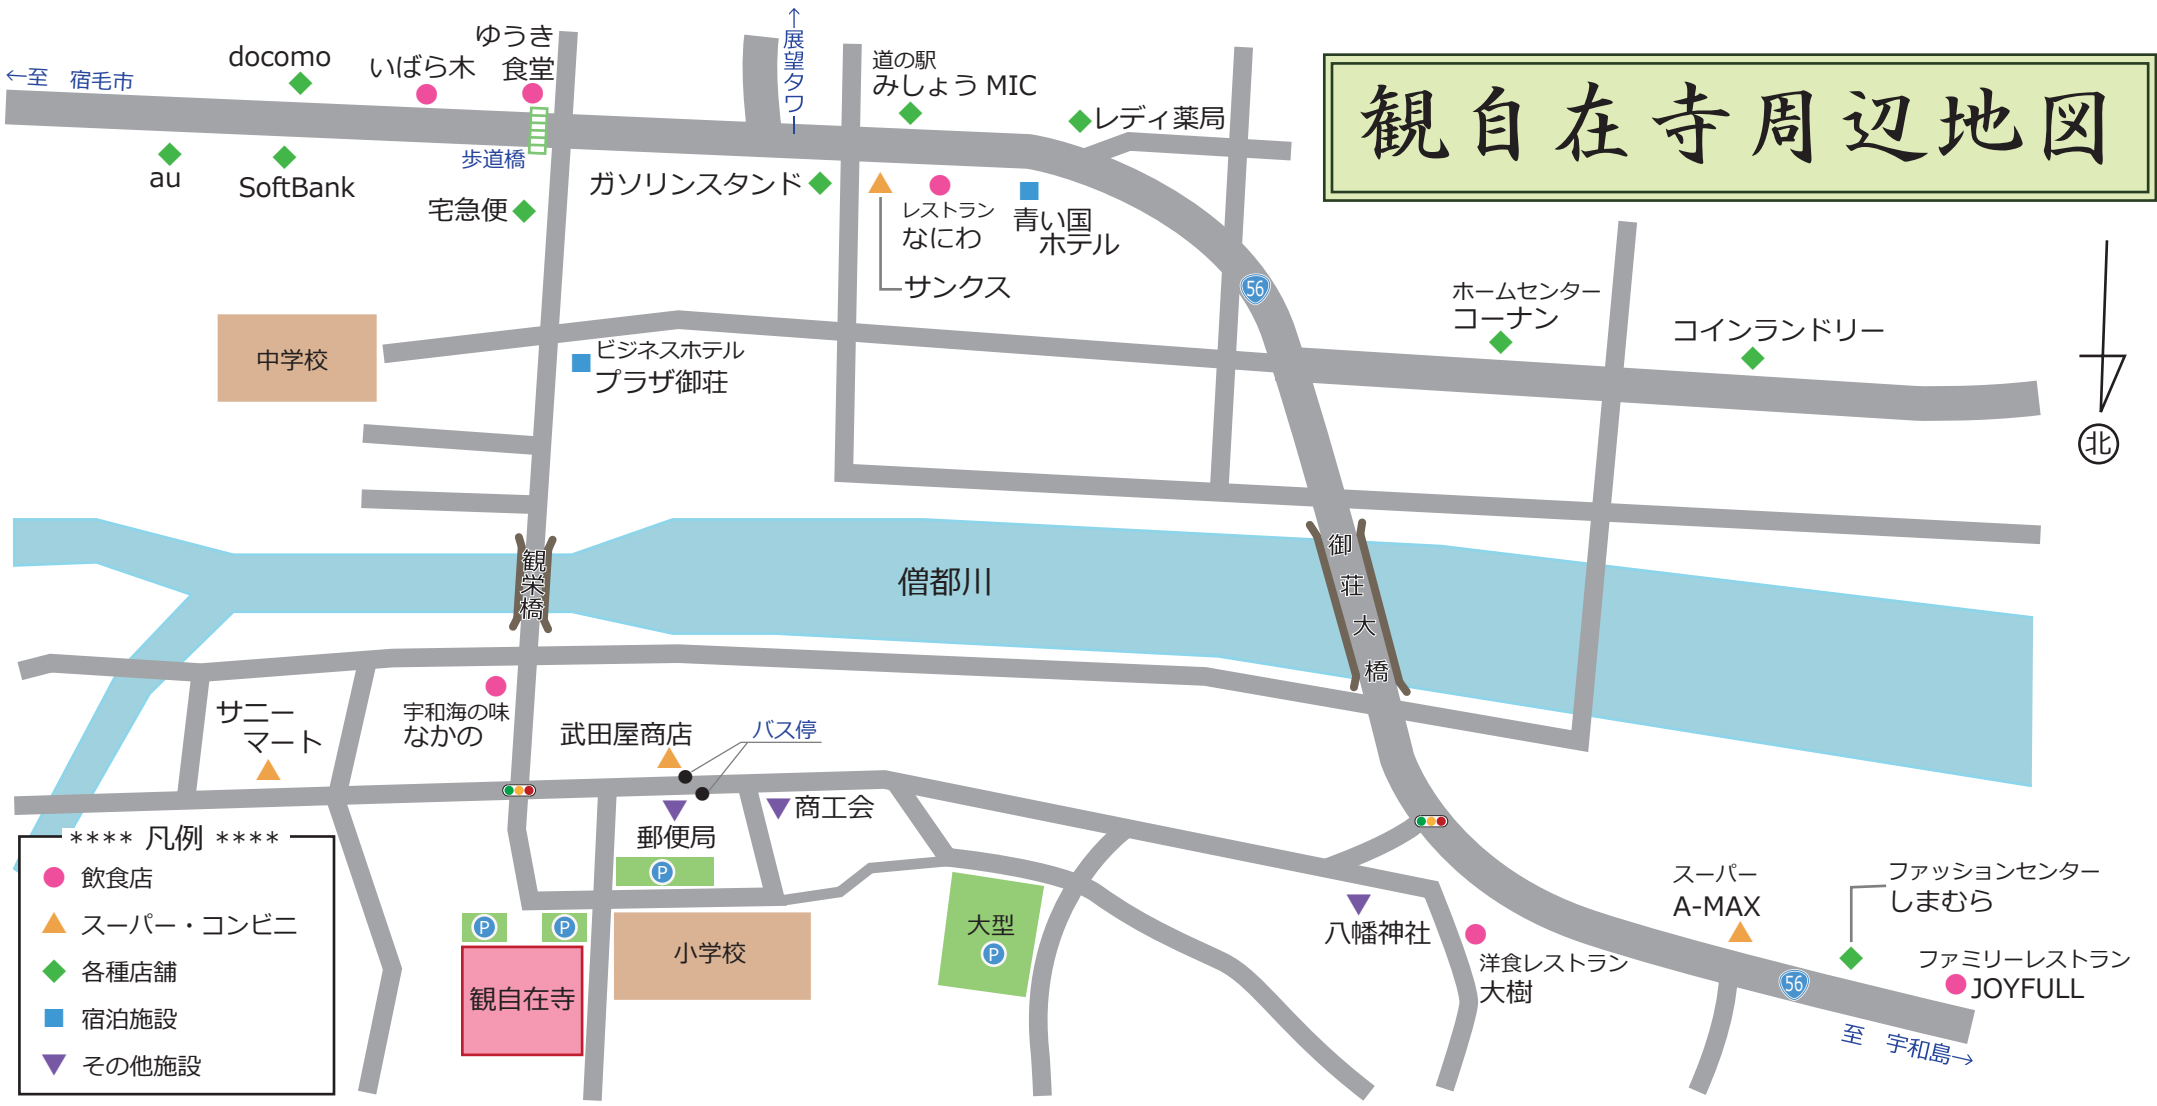 観自在寺周辺地図
←至 宿毛市
docomo
いばら木
ゆうき
食堂
←展望タワー
道の駅
みしょう MIC
レディ薬局
au
SoftBank
歩道橋
宅急便
ガソリンスタンド
レストラン
なにわ
青い国
ホテル
サンクス
56
ホームセンター
コーナン
コインランドリー
中学校
ビジネスホテル
プラザ御荘
北
観栄橋
僧都川
御荘大橋
サニー
マート
宇和海の味
なかの
武田屋商店
バス停
郵便局
商工会
P
P
P
大型
P
小学校
観自在寺
八幡神社
洋食レストラン
大樹
スーパー
A-MAX
ファッションセンター
しまむら
ファミリーレストラン
JOYFULL
56
至 宇和島→
**** 凡例 ****
飲食店
スーパー・コンビニ
各種店舗
宿泊施設
その他施設